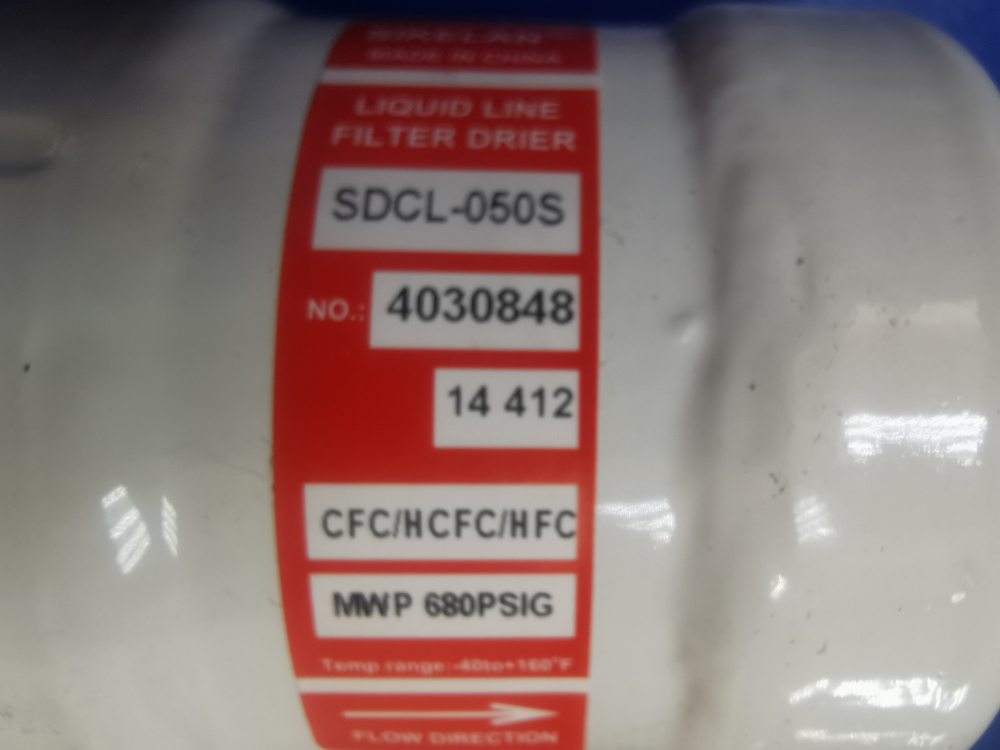 MADE IN CHINA
LIQUID LINE
FILTER DRIER
SDCL-050S
NO.: 4030848
14 412
CFC/HCFC/HFC
MWP 680PSIG
Temp range:-40to+160°F
FLOW DIRECTION